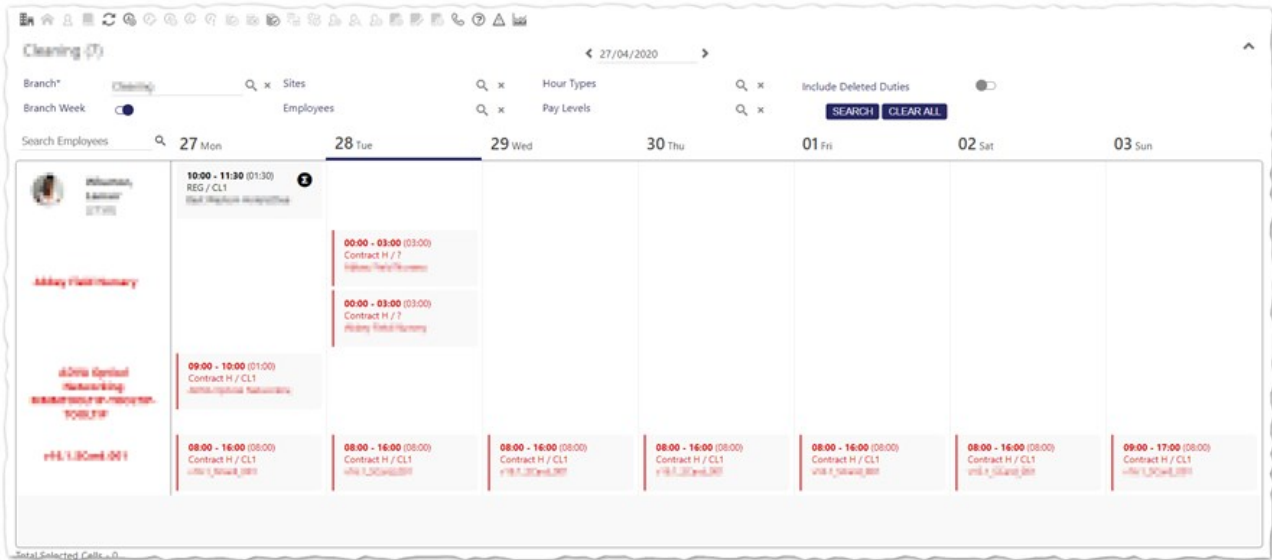 Cleaning (7)
27/04/2020
Branch*
Cleaning
Sites
Hour Types
Include Deleted Duties
Branch Week
Employees
Pay Levels
SEARCH
CLEAR ALL
Search Employees
27 Mon
28 Tue
29 Wed
30 Thu
01 Fri
02 Sat
03 Sun
10:00 - 11:30 (01:30)
REG / CL1
00:00 - 03:00 (03:00)
Contract H / ?
Abbey Field Nursery
00:00 - 03:00 (03:00)
Contract H / ?
09:00 - 10:00 (01:00)
Contract H / CL1
08:00 - 16:00 (08:00)
Contract H / CL1
08:00 - 16:00 (08:00)
Contract H / CL1
08:00 - 16:00 (08:00)
Contract H / CL1
08:00 - 16:00 (08:00)
Contract H / CL1
08:00 - 16:00 (08:00)
Contract H / CL1
08:00 - 16:00 (08:00)
Contract H / CL1
09:00 - 17:00 (08:00)
Contract H / CL1
Total Selected Cells - 0